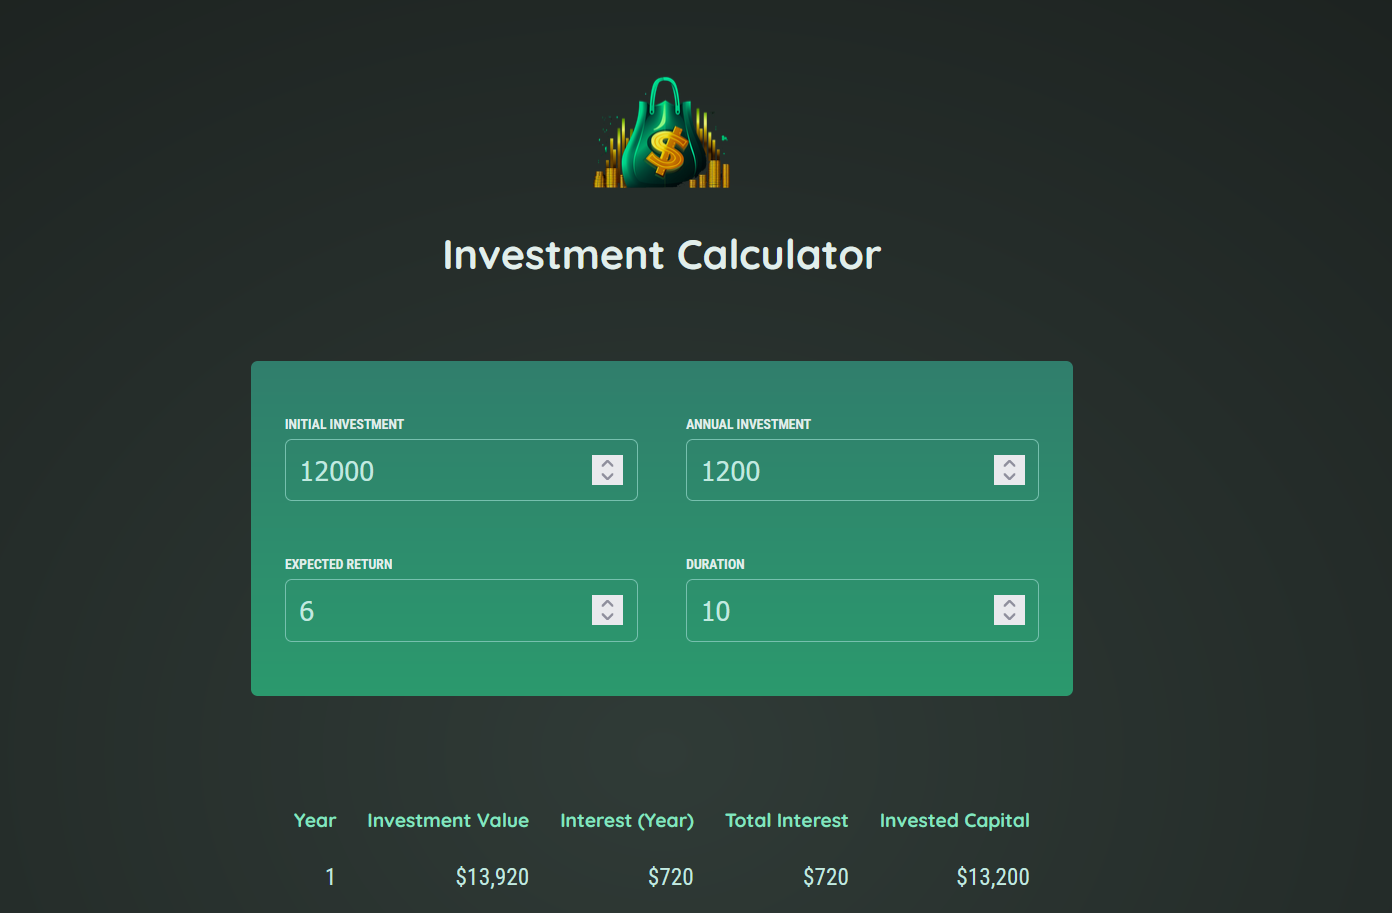 $
Investment Calculator
INITIAL INVESTMENT ANNUAL INVESTMENT
12000 1200
EXPECTED RETURN DURATION
6 10
Year Investment Value Interest (Year) Total Interest Invested Capital
1 $13,920 $720 $720 $13,200